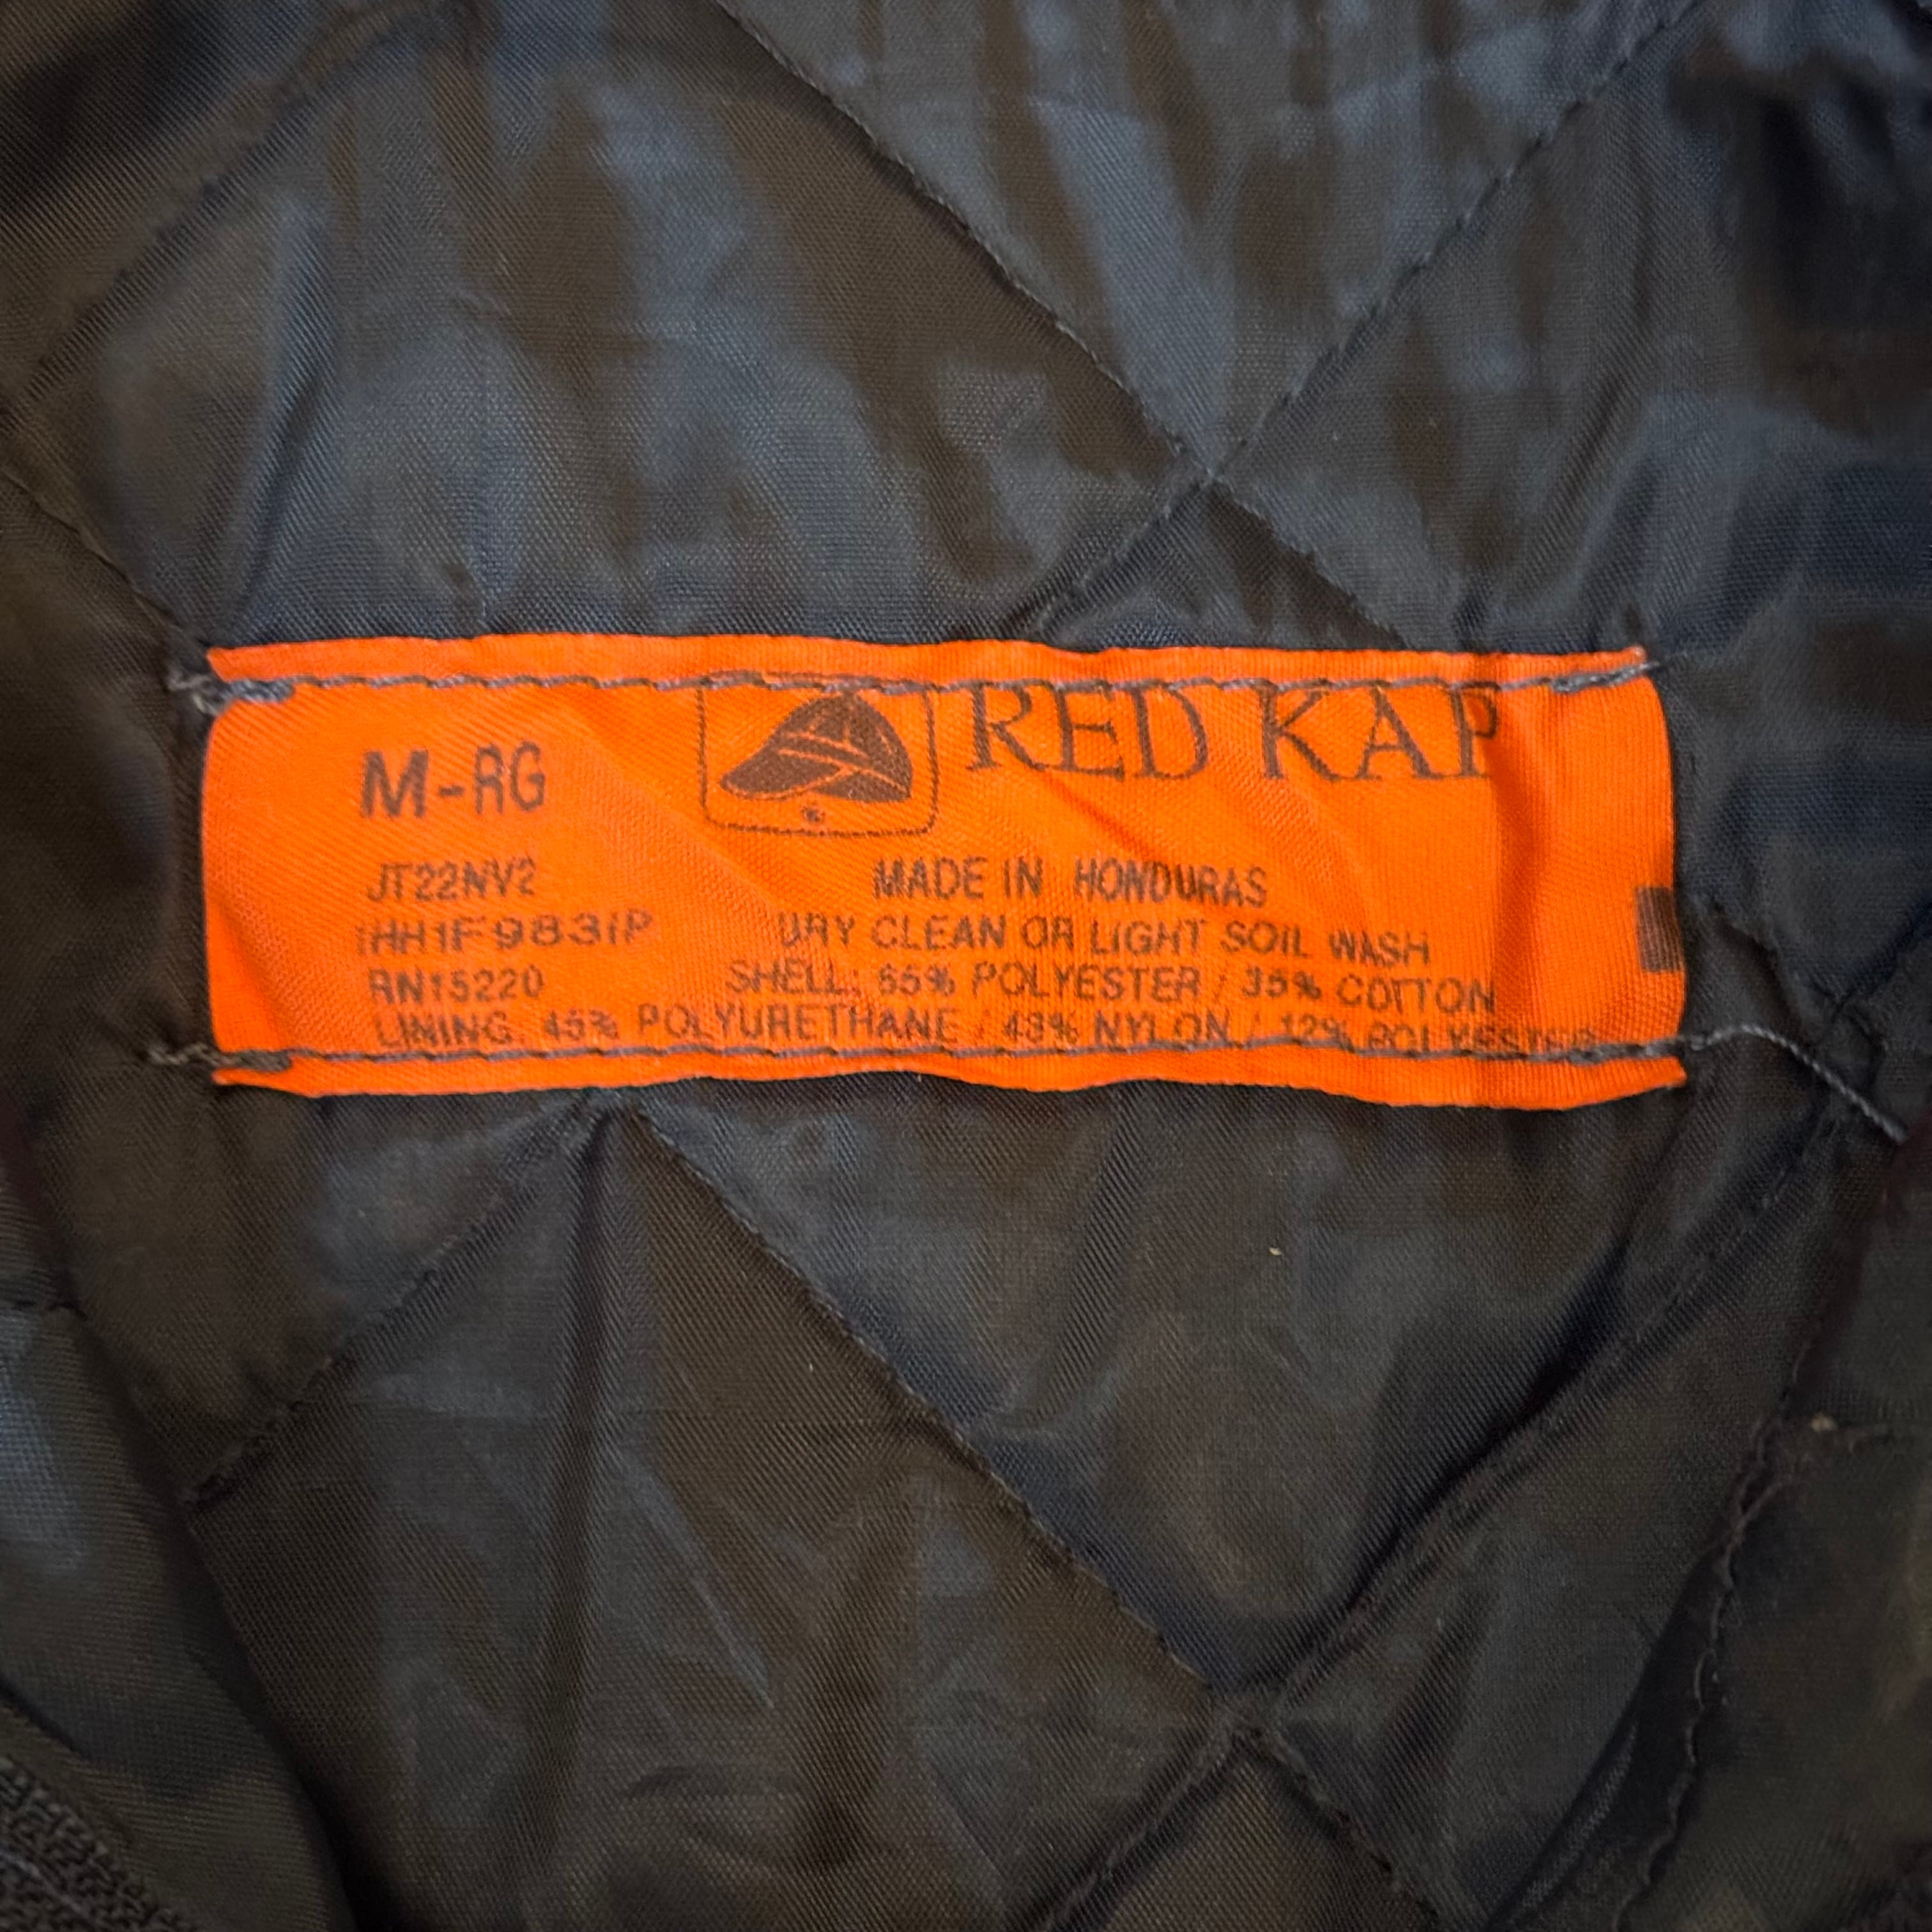 RED KAP
M-RG
JT22NV2
MADE IN HONDURAS
DRY CLEAN OR LIGHT SOIL WASH
RN15220
SHELL: 65% POLYESTER / 35% COTTON
LINING: 45% POLYURETHANE / 43% NYLON / 12% POLYESTER